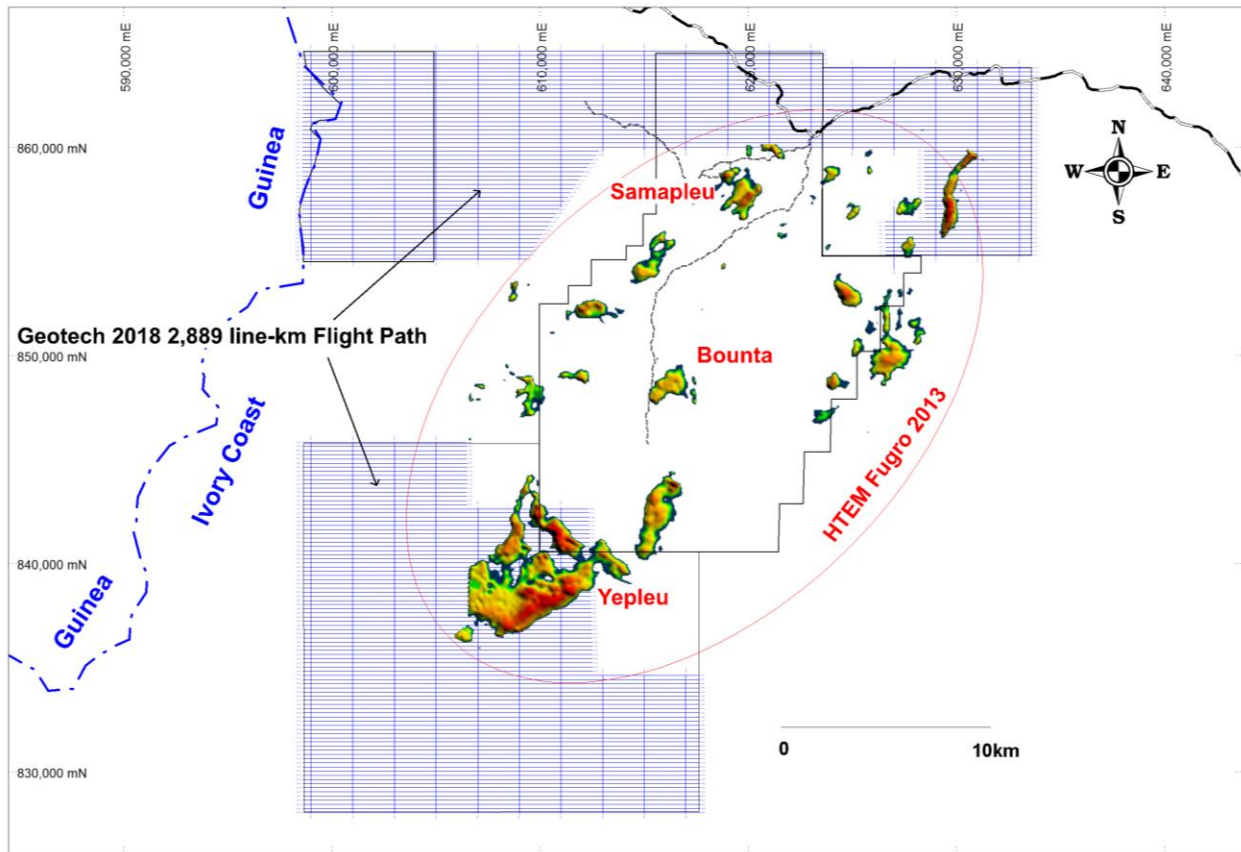 590,000 mE
600,000 mE
610,000 mE
620,000 mE
630,000 mE
640,000 mE
860,000 mN
Guinea
Samapleu
N
W
E
S
Geotech 2018 2,889 line-km Flight Path
850,000 mN
Bounta
Ivory Coast
HTEM Fugro 2013
840,000 mN
Guinea
Yepleu
0
10km
830,000 mN